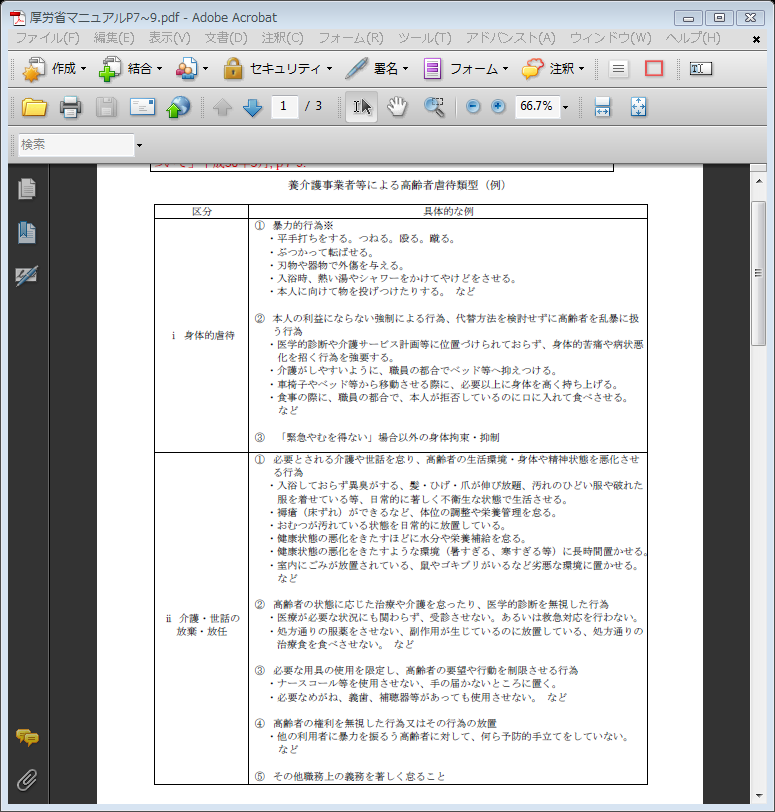 厚労省マニュアルP7~9.pdf - Adobe Acrobat
ファイル(F) 編集(E) 表示(V) 文書(D) 注釈(C) フォーム(R) ツール(T) アドバンスト(A) ウィンドウ(W) ヘルプ(H)
作成 結合 セキュリティ 署名 フォーム 注釈
1 / 3 66.7%
検索
養介護事業者等による高齢者虐待類型（例）
区分 具体的な例
ⅰ 身体的虐待
① 暴力的行為※
・平手打ちをする。つねる。殴る。蹴る。
・ぶつかって転ばせる。
・刃物や器物で外傷を与える。
・入浴時、熱い湯やシャワーをかけてやけどをさせる。
・本人に向けて物を投げつけたりする。 など
② 本人の利益にならない強制による行為、代替方法を検討せずに高齢者を乱暴に扱
う行為
・医学的診断や介護サービス計画等に位置づけられておらず、身体的苦痛や病状悪
化を招く行為を強要する。
・介護がしやすいように、職員の都合でベッド等へ抑えつける。
・車椅子やベッド等から移動させる際に、必要以上に身体を高く持ち上げる。
・食事の際に、職員の都合で、本人が拒否しているのに口に入れて食べさせる。
など
③ 「緊急やむを得ない」場合以外の身体拘束・抑制
ⅱ 介護・世話の
放棄・放任
① 必要とされる介護や世話を怠り、高齢者の生活環境・身体や精神状態を悪化させ
る行為
・入浴しておらず異臭がする、髪・ひげ・爪が伸び放題、汚れのひどい服や破れた
服を着せている等、日常的に著しく不衛生な状態で生活させる。
・褥瘡（床ずれ）ができるなど、体位の調整や栄養管理を怠る。
・おむつが汚れている状態を日常的に放置している。
・健康状態の悪化をきたすほどに水分や栄養補給を怠る。
・健康状態の悪化をきたすような環境（暑すぎる、寒すぎる等）に長時間置かせる。
・室内にごみが放置されている、鼠やゴキブリがいるなど劣悪な環境に置かせる。
など
② 高齢者の状態に応じた治療や介護を怠ったり、医学的診断を無視した行為
・医療が必要な状況にも関わらず、受診させない。あるいは救急対応を行わない。
・処方通りの服薬をさせない、副作用が生じているのに放置している、処方通りの
治療食を食べさせない。 など
③ 必要な用具の使用を限定し、高齢者の要望や行動を制限させる行為
・ナースコール等を使用させない、手の届かないところに置く。
・必要なめがね、義歯、補聴器等があっても使用させない。 など
④ 高齢者の権利を無視した行為又はその行為の放置
・他の利用者に暴力を振るう高齢者に対して、何ら予防的手立てをしていない。
など
⑤ その他職務上の義務を著しく怠ること